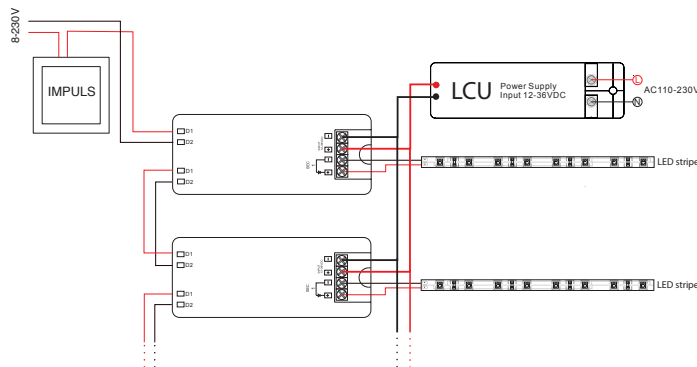 8-230V
IMPULS
LCU
Power Supply
Input 12-36VDC
L
N
AC110-230V
D1
D2
D1
D2
LED stripe
D1
D2
D1
D2
LED stripe